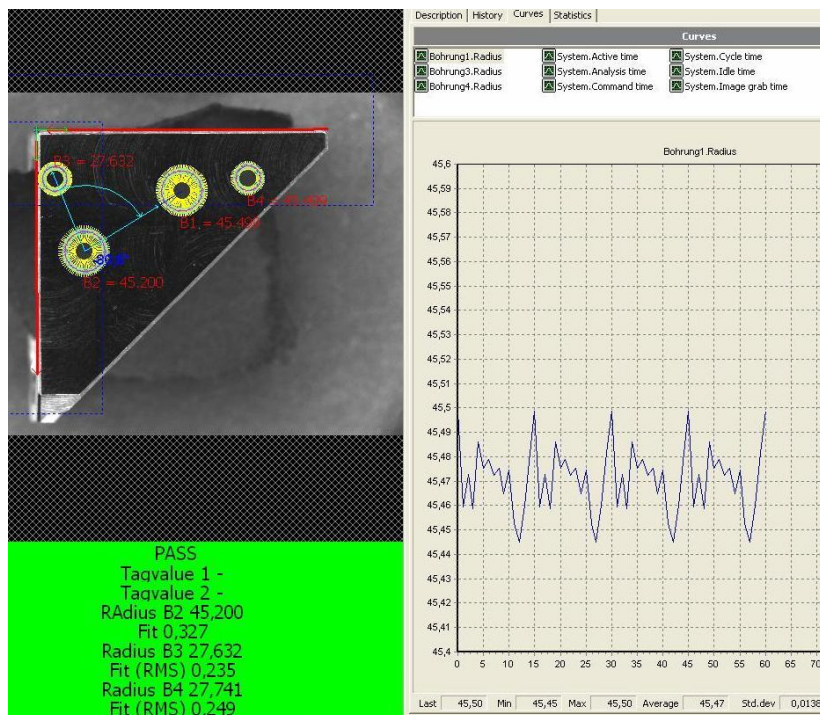 Description History Curves Statistics
Curves
Bohrung1.Radius System.Active time System.Cycle time
Bohrung3.Radius System.Analysis time System.Idle time
Bohrung4.Radius System.Command time System.Image grab time
B3 = 27.632
B1 = 45.499
B2 = 45.200
Bohrung1.Radius
45,6
45,59
45,58
45,57
45,56
45,55
45,54
45,53
45,52
45,51
45,5
45,49
45,48
45,47
45,46
45,45
45,44
45,43
45,42
45,41
45,4
0 5 10 15 20 25 30 35 40 45 50 55 60 65 70
Last 45,50 Min 45,45 Max 45,50 Average 45,47 Std.dev 0,0138
PASS
Tagvalue 1 -
Tagvalue 2 -
RAdius B2 45,200
Fit 0,327
Radius B3 27,632
Fit (RMS) 0,235
Radius B4 27,741
Fit (RMS) 0,249